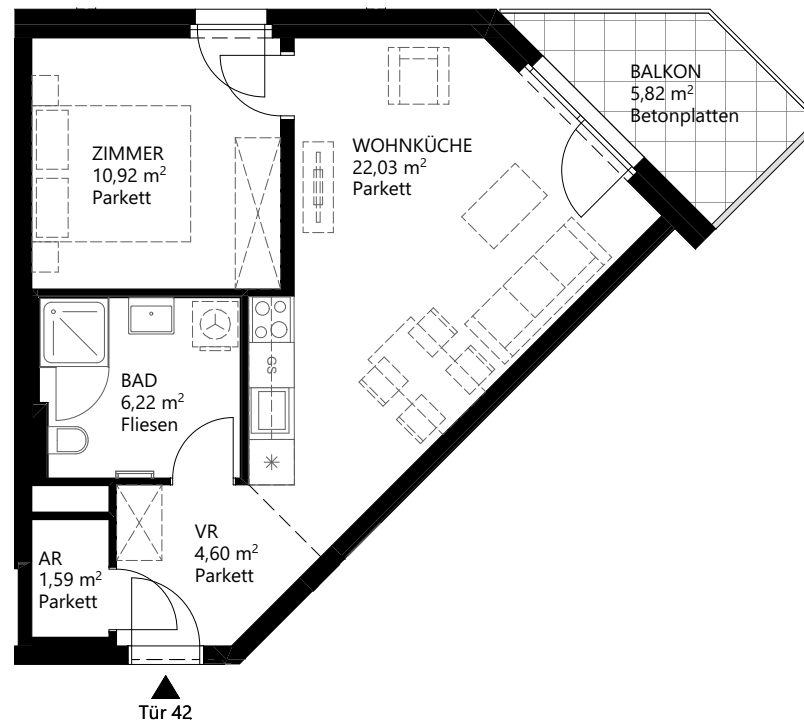 BALKON
5,82 m²
Betonplatten
ZIMMER
10,92 m²
Parkett
WOHNKÜCHE
22,03 m²
Parkett
GS
BAD
6,22 m²
Fliesen
VR
4,60 m²
Parkett
AR
1,59 m²
Parkett
Tür 42